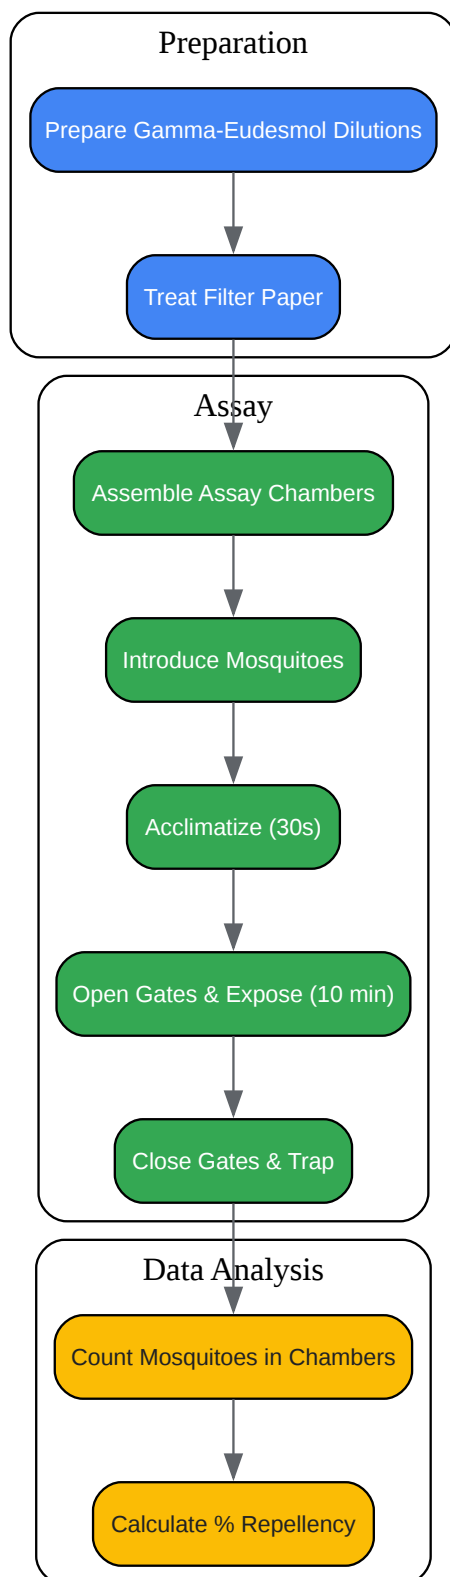 Preparation
Prepare Gamma-Eudesmol Dilutions
Treat Filter Paper
Assay
Assemble Assay Chambers
Introduce Mosquitoes
Acclimatize (30s)
Open Gates & Expose (10 min)
Close Gates & Trap
Data Analysis
Count Mosquitoes in Chambers
Calculate % Repellency